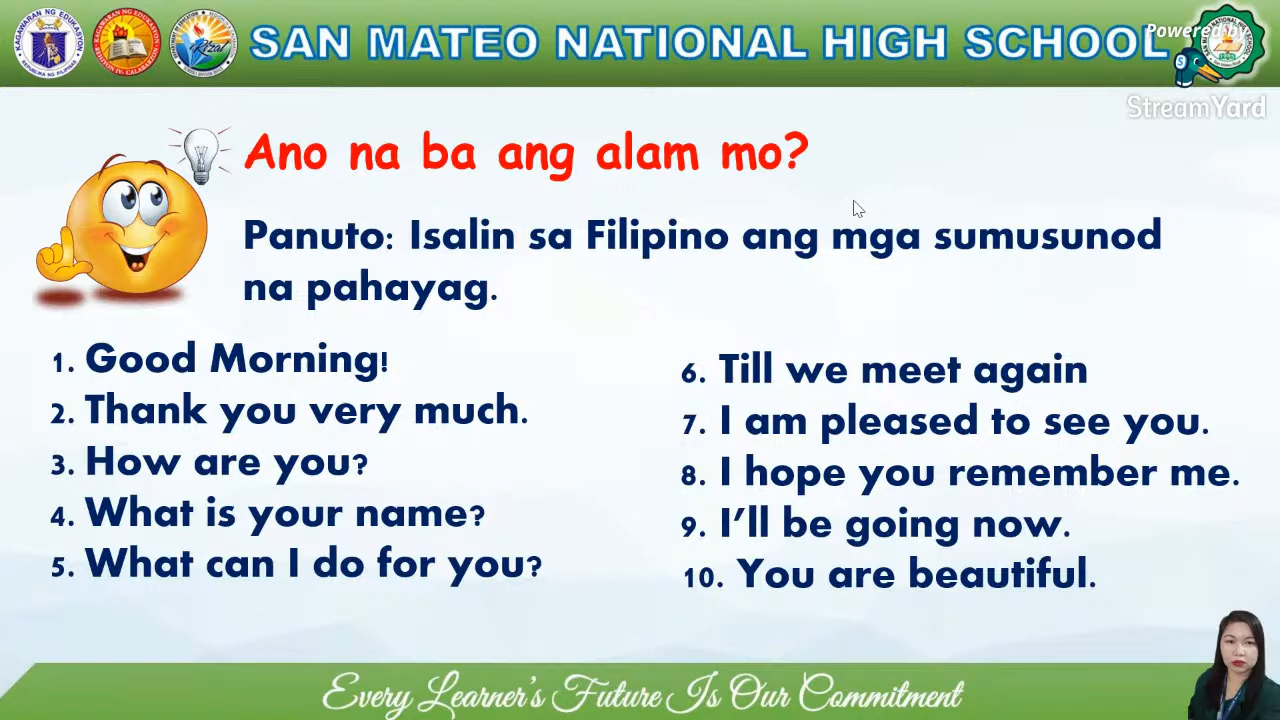 SAN MATEO NATIONAL HIGH SCHOOL
Powered by
StreamYard
Ano na ba ang alam mo?
Panuto: Isalin sa Filipino ang mga sumusunod
na pahayag.
1. Good Morning!
2. Thank you very much.
3. How are you?
4. What is your name?
5. What can I do for you?
6. Till we meet again
7. I am pleased to see you.
8. I hope you remember me.
9. I’ll be going now.
10. You are beautiful.
Every Learner's Future Is Our Commitment